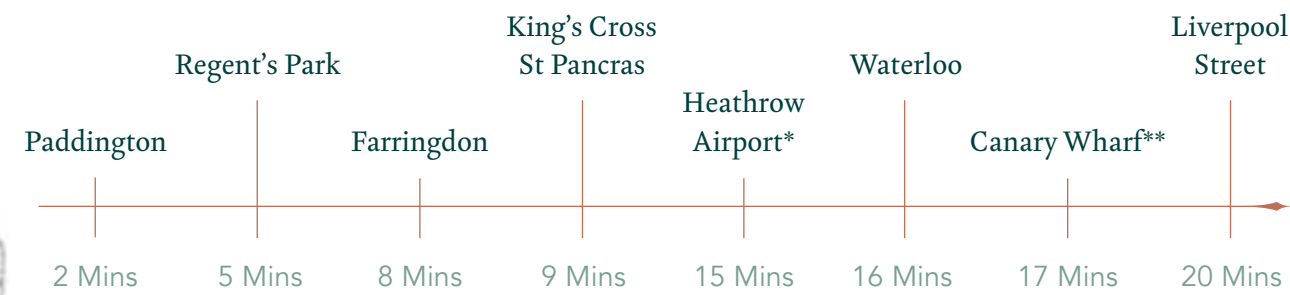 King’s Cross
St Pancras
Liverpool
Street
Regent’s Park
Waterloo
Heathrow
Airport*
Paddington
Farringdon
Canary Wharf**
2 Mins
5 Mins
8 Mins
9 Mins
15 Mins
16 Mins
17 Mins
20 Mins